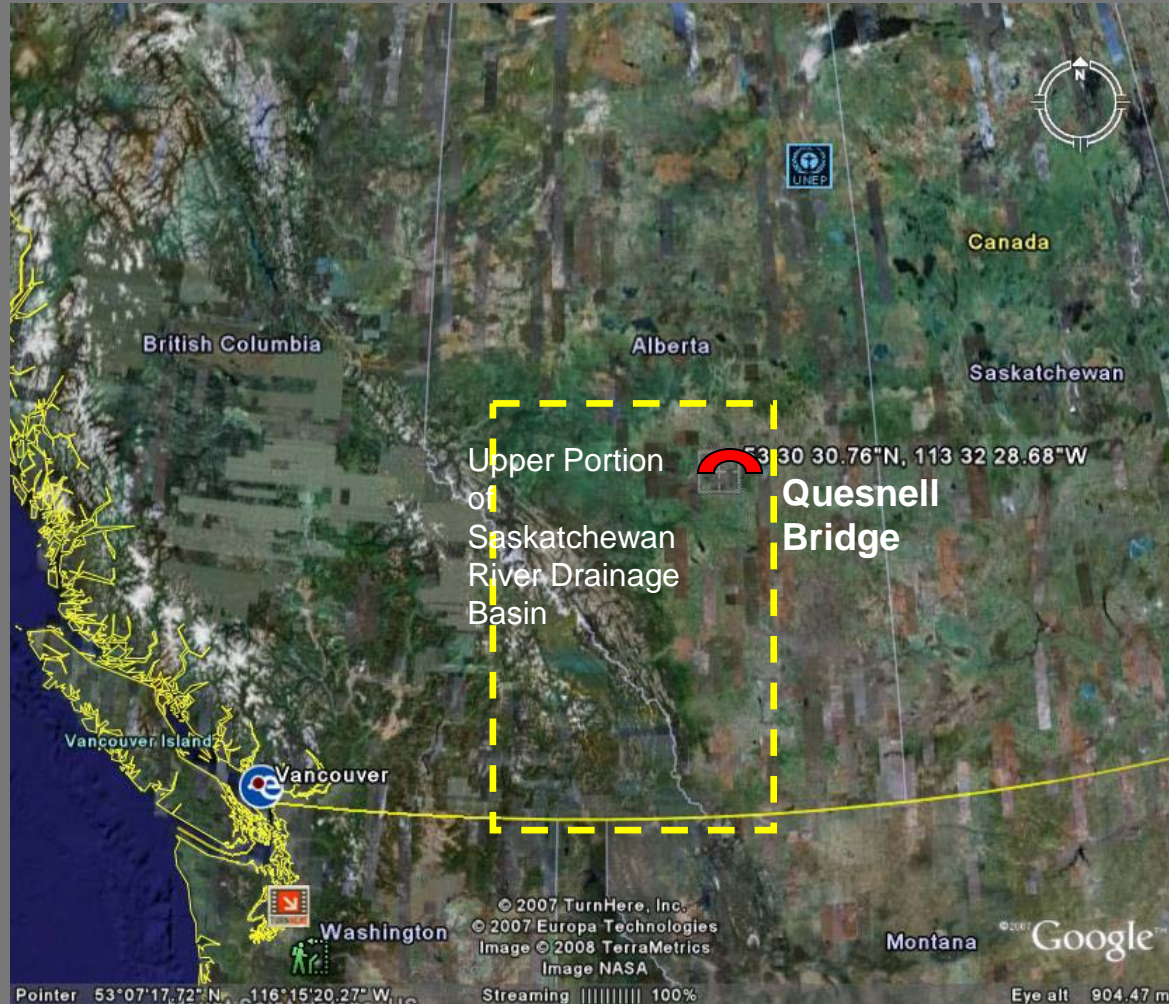 N
UNEP
Canada
British Columbia
Alberta
Saskatchewan
Upper Portion
of
Saskatchewan
River Drainage
Basin
53 30 30.76"N, 113 32 28.68"W
Quesnell
Bridge
Vancouver Island
Vancouver
© 2007 TurnHere, Inc.
© 2007 Europa Technologies
Image © 2008 TerraMetrics
Image NASA
Washington
Montana
©2007 Google™
Pointer 53°07'17.72" N 116°15'20.27" W
Streaming |||||||||| 100%
Eye alt 904.47 m